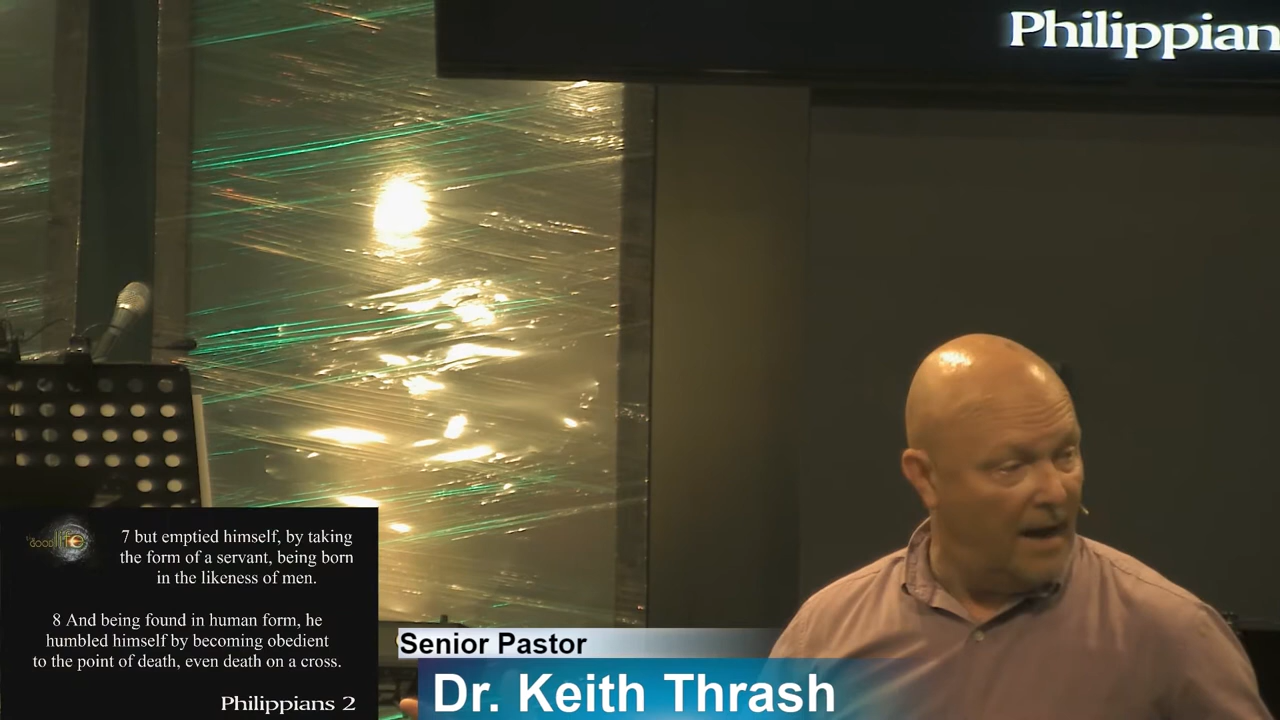 Philippian
GOOD life
7 but emptied himself, by taking
the form of a servant, being born
in the likeness of men.
8 And being found in human form, he
humbled himself by becoming obedient
to the point of death, even death on a cross.
Philippians 2
Senior Pastor
Dr. Keith Thrash